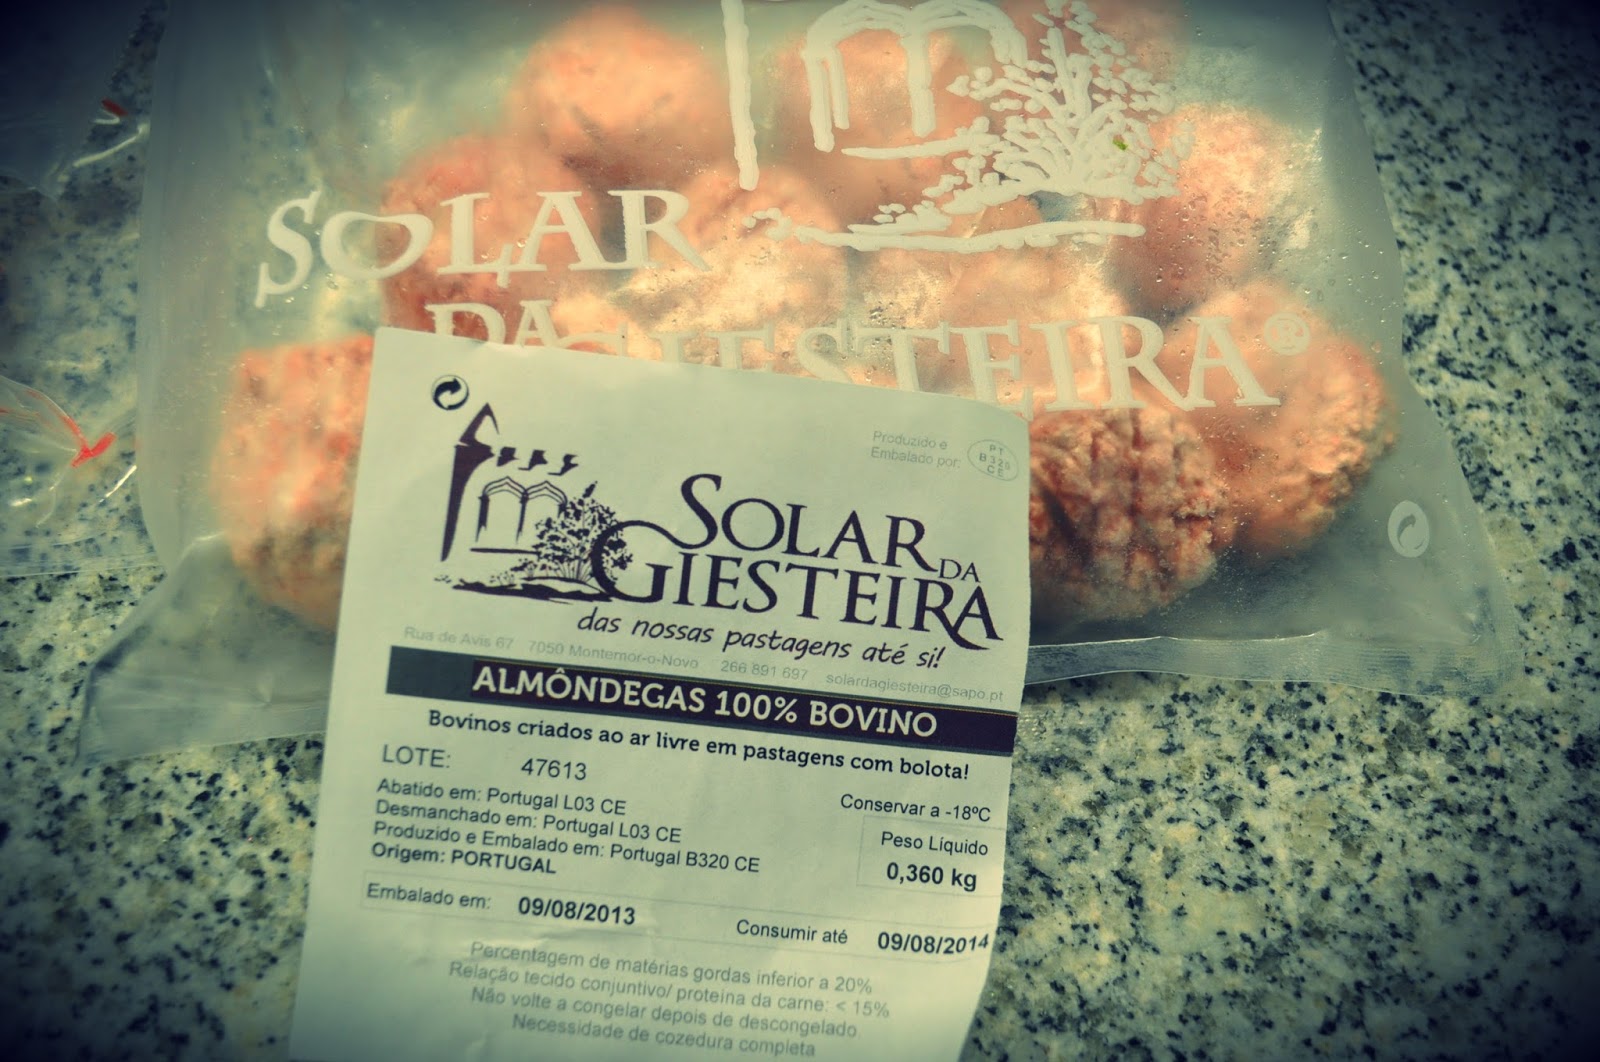 SOLAR
DA GIESTEIRA®
Produzido e
Embalado por:
PT
B320
CE
SOLAR DA
GIESTEIRA
das nossas pastagens até si!
Rua de Avis 67 7050 Montemor-o-Novo 266 891 697 solardagiesteira@sapo.pt
ALMÔNDEGAS 100% BOVINO
Bovinos criados ao ar livre em pastagens com bolota!
LOTE: 47613
Abatido em: Portugal L03 CE
Desmanchado em: Portugal L03 CE
Produzido e Embalado em: Portugal B320 CE
Origem: PORTUGAL
Conservar a -18ºC
Peso Líquido
0,360 kg
Embalado em: 09/08/2013 Consumir até 09/08/2014
Percentagem de matérias gordas inferior a 20%
Relação tecido conjuntivo/ proteína da carne: < 15%
Não volte a congelar depois de descongelado
Necessidade de cozedura completa